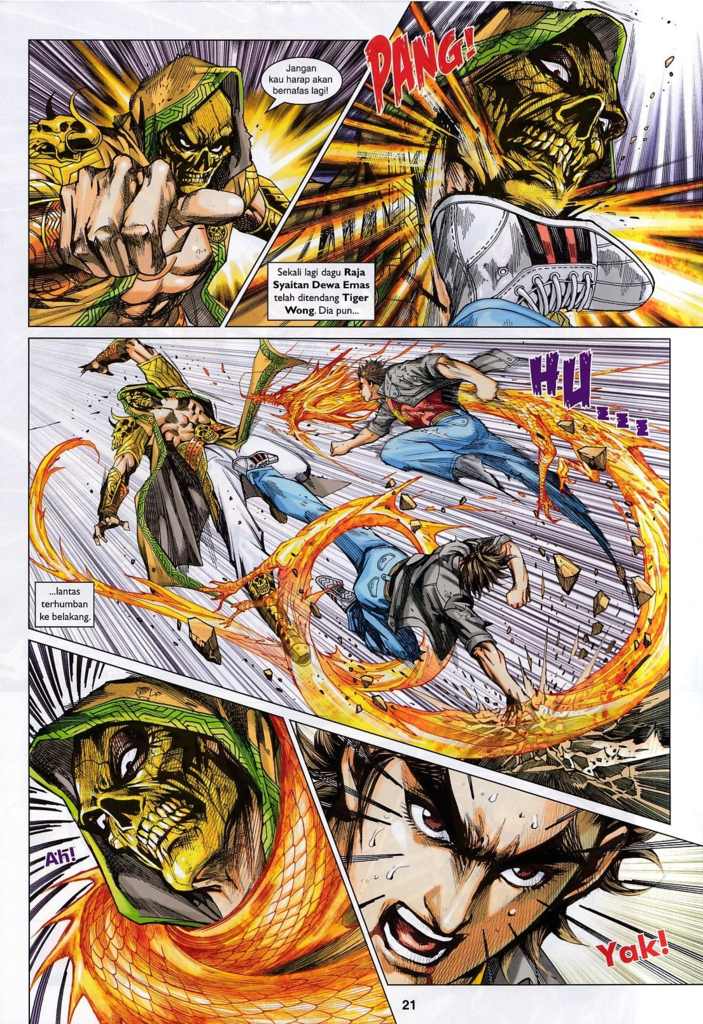 Jangan
kau harap akan
bernafas lagi!
PANG!
Sekali lagi dagu Raja
Syaitan Dewa Emas
telah ditendang Tiger
Wong. Dia pun...
HU...
...lantas
terhumban
ke belakang.
Ah!
Yak!
21